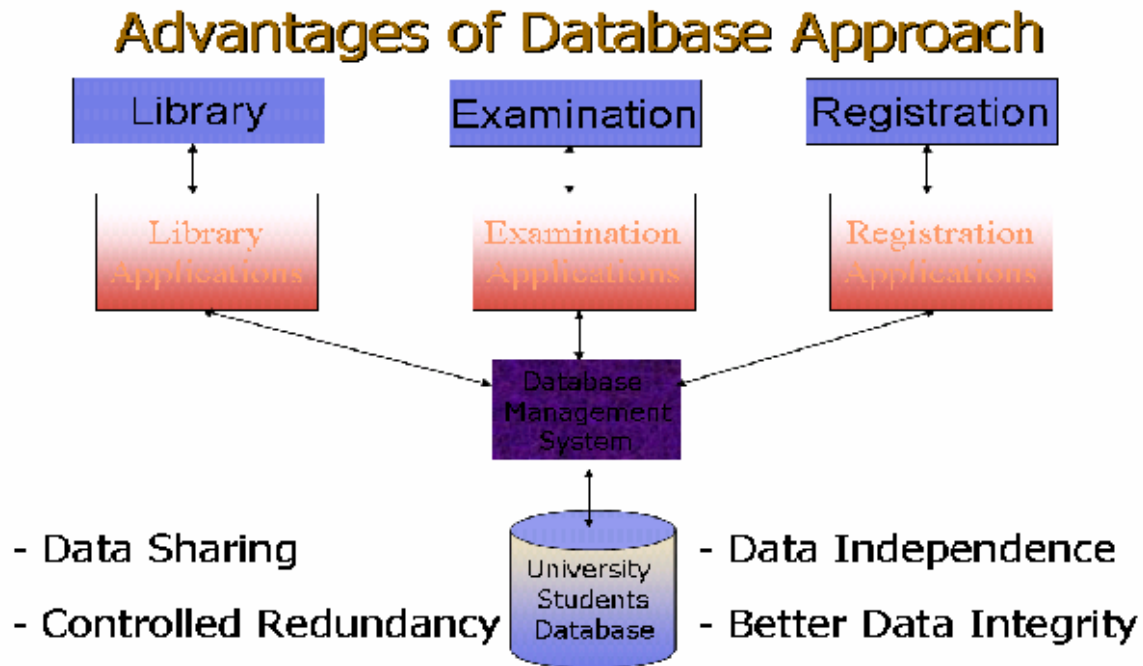 Advantages of Database Approach
Library
Examination
Registration
Library
Applications
Examination
Applications
Registration
Applications
Database
Management
System
University
Students
Database
- Data Sharing
- Controlled Redundancy
- Data Independence
- Better Data Integrity